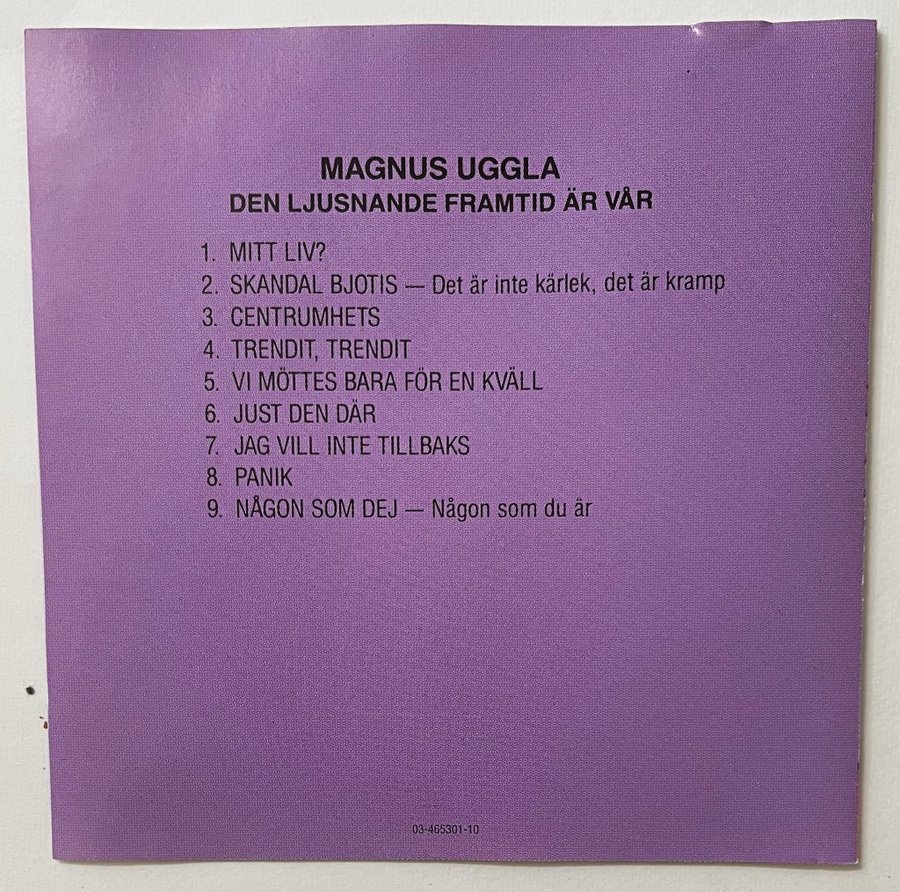 MAGNUS UGGLA
DEN LJUSNANDE FRAMTID ÄR VÅR
1. MITT LIV?
2. SKANDAL BJOTIS — Det är inte kärlek, det är kramp
3. CENTRUMHETS
4. TRENDIT, TRENDIT
5. VI MÖTTES BARA FÖR EN KVÄLL
6. JUST DEN DÄR
7. JAG VILL INTE TILLBAKS
8. PANIK
9. NÅGON SOM DEJ — Någon som du är
03-465301-10